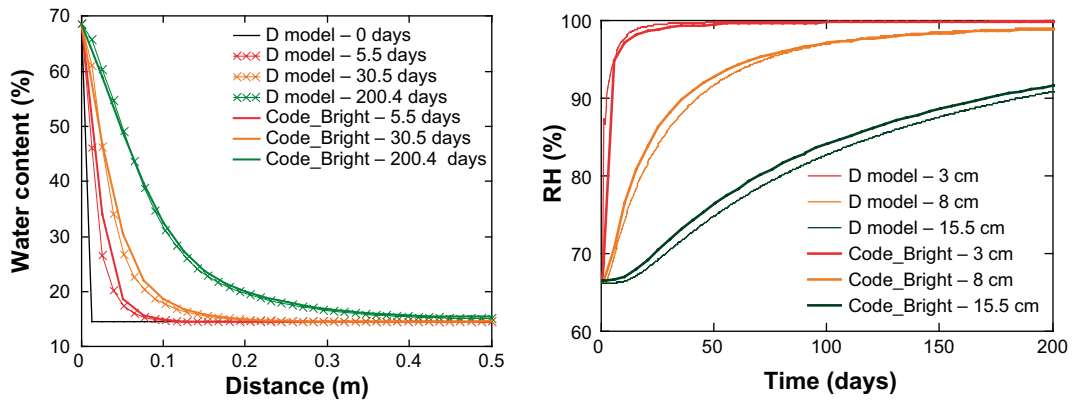 70
60
50
40
30
20
10
0
0.1
0.2
0.3
0.4
0.5
Water content (%)
Distance (m)
D model – 0 days
D model – 5.5 days
D model – 30.5 days
D model – 200.4 days
Code_Bright – 5.5 days
Code_Bright – 30.5 days
Code_Bright – 200.4 days
100
90
80
70
60
0
50
100
150
200
RH (%)
Time (days)
D model – 3 cm
D model – 8 cm
D model – 15.5 cm
Code_Bright – 3 cm
Code_Bright – 8 cm
Code_Bright – 15.5 cm